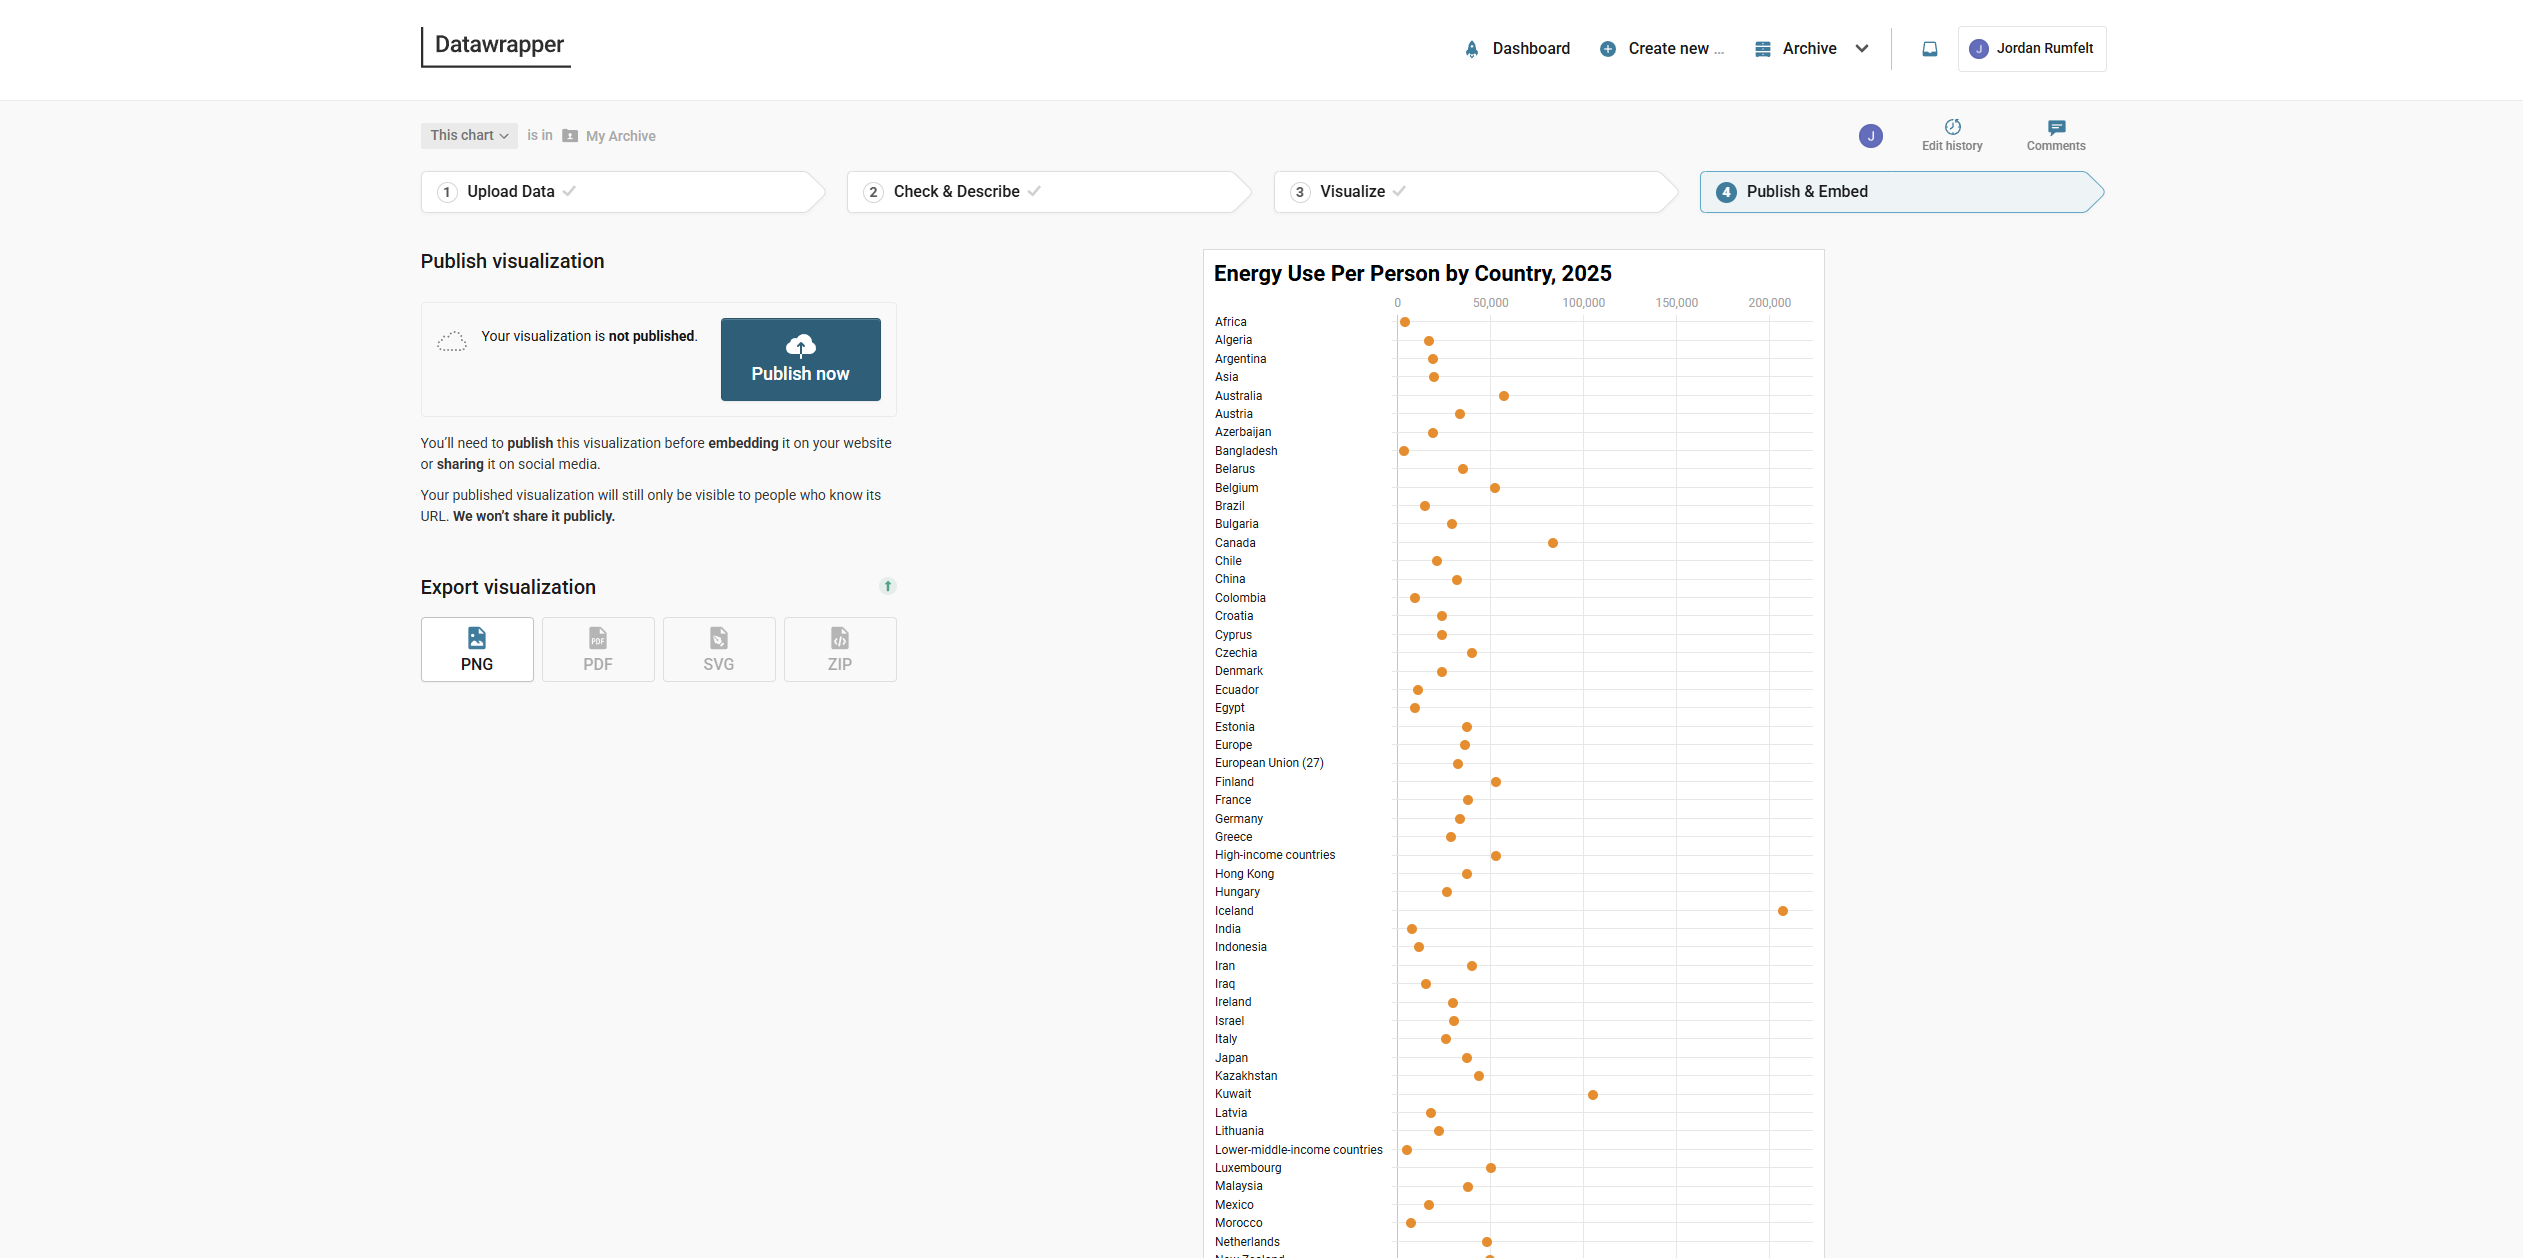 Datawrapper
Dashboard
Create new ...
Archive
J Jordan Rumfelt
This chart is in My Archive
J
Edit history
Comments
1 Upload Data
2 Check & Describe
3 Visualize
4 Publish & Embed
Publish visualization
Your visualization is not published.
Publish now
You’ll need to publish this visualization before embedding it on your website
or sharing it on social media.
Your published visualization will still only be visible to people who know its
URL. We won’t share it publicly.
Export visualization
PDF
PNG
PDF
SVG
ZIP
Energy Use Per Person by Country, 2025
0 50,000 100,000 150,000 200,000
Africa
Algeria
Argentina
Asia
Australia
Austria
Azerbaijan
Bangladesh
Belarus
Belgium
Brazil
Bulgaria
Canada
Chile
China
Colombia
Croatia
Cyprus
Czechia
Denmark
Ecuador
Egypt
Estonia
Europe
European Union (27)
Finland
France
Germany
Greece
High-income countries
Hong Kong
Hungary
Iceland
India
Indonesia
Iran
Iraq
Ireland
Israel
Italy
Japan
Kazakhstan
Kuwait
Latvia
Lithuania
Lower-middle-income countries
Luxembourg
Malaysia
Mexico
Morocco
Netherlands
New Zealand